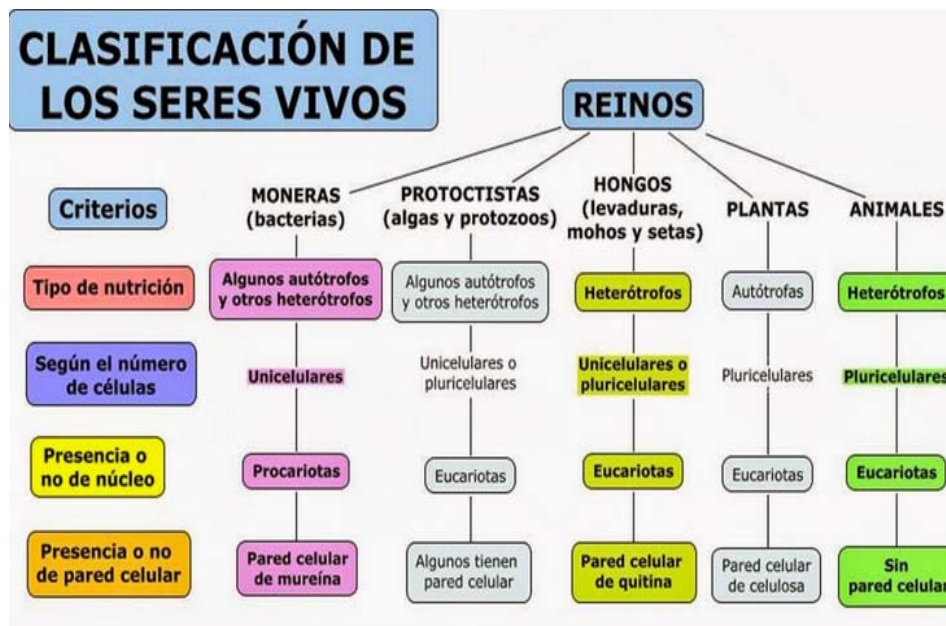 CLASIFICACIÓN DE
LOS SERES VIVOS
REINOS
Criterios
MONERAS
(bacterias)
PROTOCTISTAS
(algas y protozoos)
HONGOS
(levaduras,
mohos y setas)
PLANTAS
ANIMALES
Tipo de nutrición
Algunos autótrofos
y otros heterótrofos
Algunos autótrofos
y otros heterótrofos
Heterótrofos
Autótrofas
Heterótrofos
Según el número
de células
Unicelulares
Unicelulares o
pluricelulares
Unicelulares o
pluricelulares
Pluricelulares
Pluricelulares
Presencia o
no de núcleo
Procariotas
Eucariotas
Eucariotas
Eucariotas
Eucariotas
Presencia o no
de pared celular
Pared celular
de mureína
Algunos tienen
pared celular
Pared celular
de quitina
Pared celular
de celulosa
Sin
pared celular